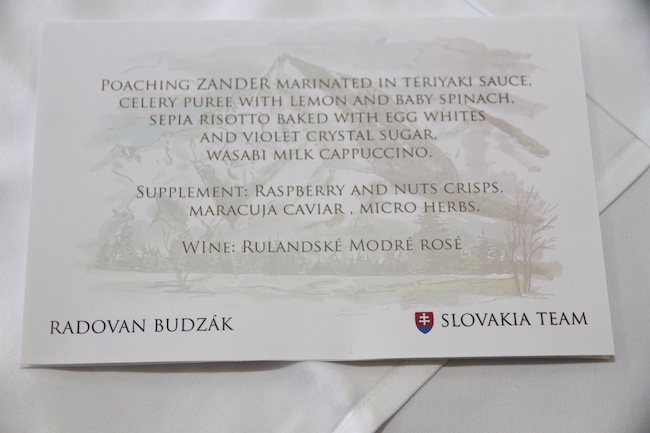 Poaching ZANDER marinated in teriyaki sauce,
celery puree with lemon and baby spinach,
sepia risotto baked with egg whites
and violet crystal sugar,
wasabi milk cappuccino.
Supplement: Raspberry and nuts crisps,
maracuja caviar , micro herbs.
WIne: Rulandské Modré rosé
RADOVAN BUDZÁK
SLOVAKIA TEAM